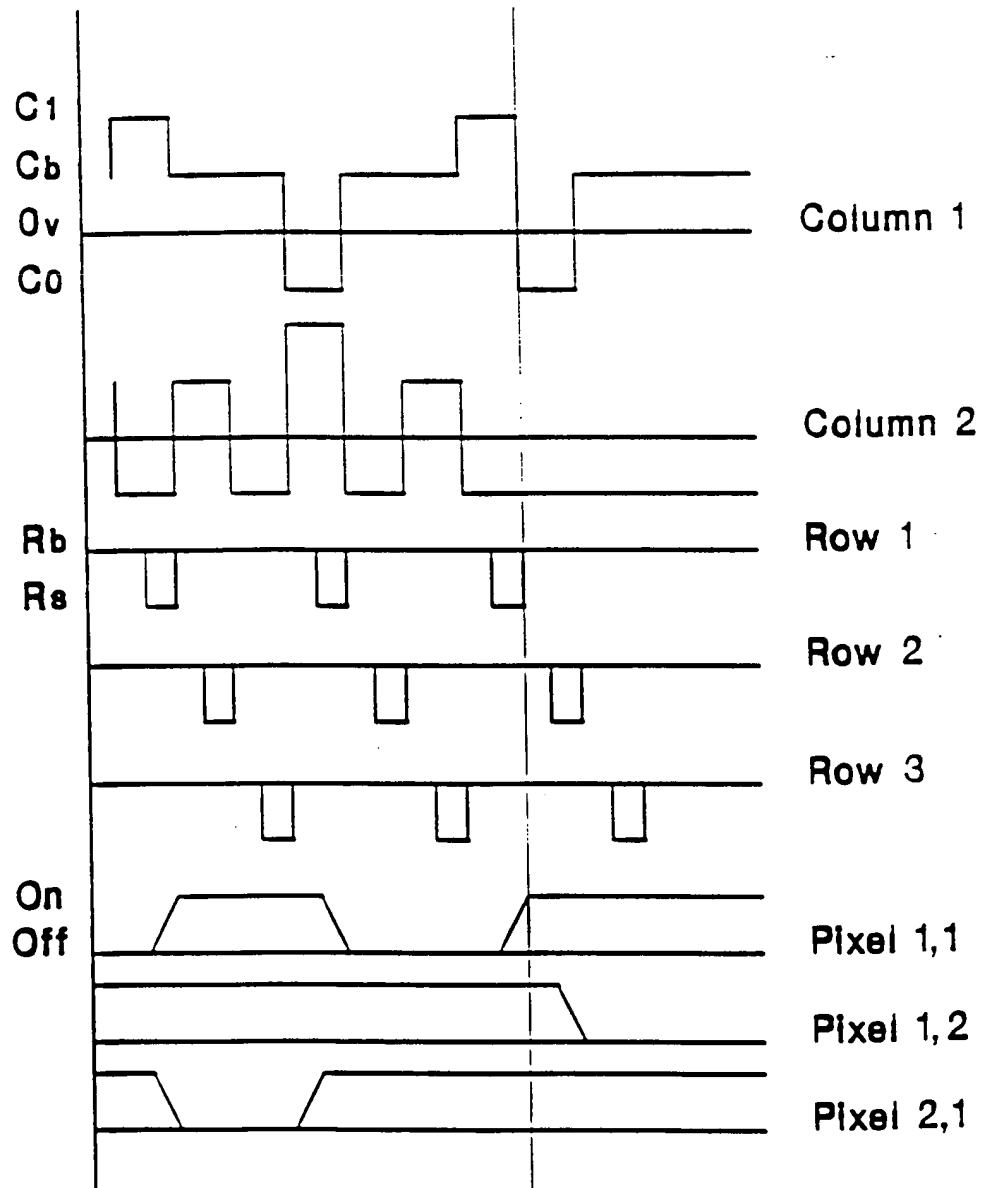 C1
Cb
0v
C0
Column 1
Column 2
Rb
Rs
Row 1
Row 2
Row 3
On
Off
Pixel 1,1
Pixel 1,2
Pixel 2,1